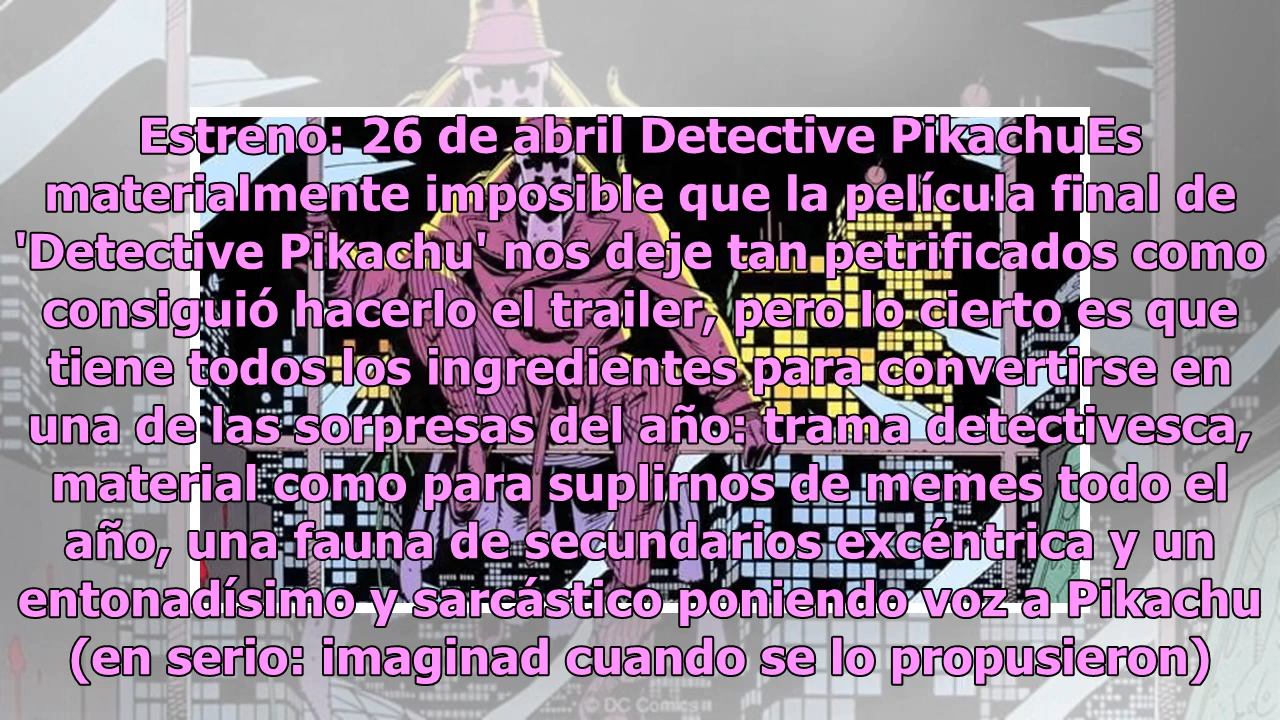 Estreno: 26 de abril Detective PikachuEs
materialmente imposible que la película final de
'Detective Pikachu' nos deje tan petrificados como
consiguió hacerlo el trailer, pero lo cierto es que
tiene todos los ingredientes para convertirse en
una de las sorpresas del año: trama detectivesca,
material como para suplirnos de memes todo el
año, una fauna de secundarios excéntrica y un
entonadísimo y sarcástico poniendo voz a Pikachu
(en serio: imaginad cuando se lo propusieron)
© DC Comics